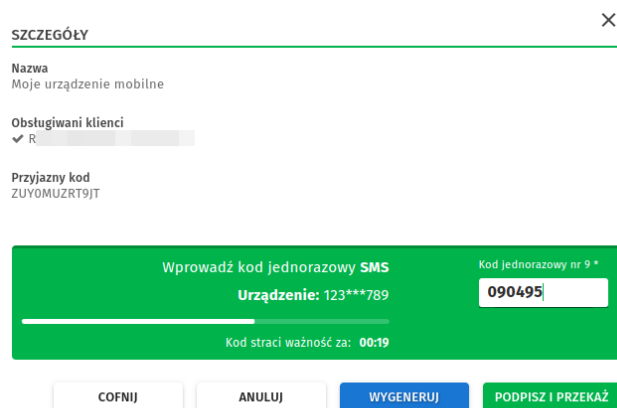 SZCZEGÓŁY
Nazwa
Moje urządzenie mobilne
Obsługiwani klienci
R
Przyjazny kod
ZUY0MUZRT9JT
Wprowadź kod jednorazowy SMS
Kod jednorazowy nr 9 *
Urządzenie: 123***789
090495
Kod straci ważność za: 00:19
COFNIJ
ANULUJ
WYGENERUJ
PODPISZ I PRZEKAŻ